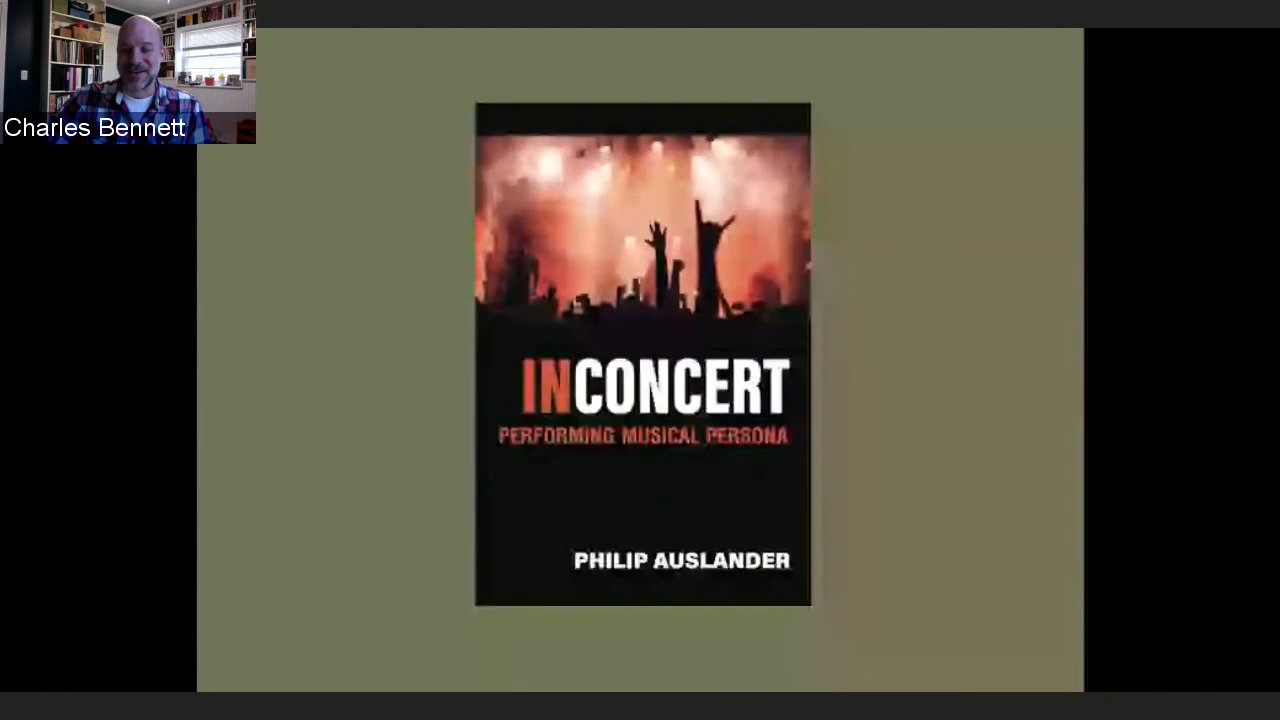 Charles Bennett
INCONCERT
PERFORMING MUSICAL PERSONA
PHILIP AUSLANDER